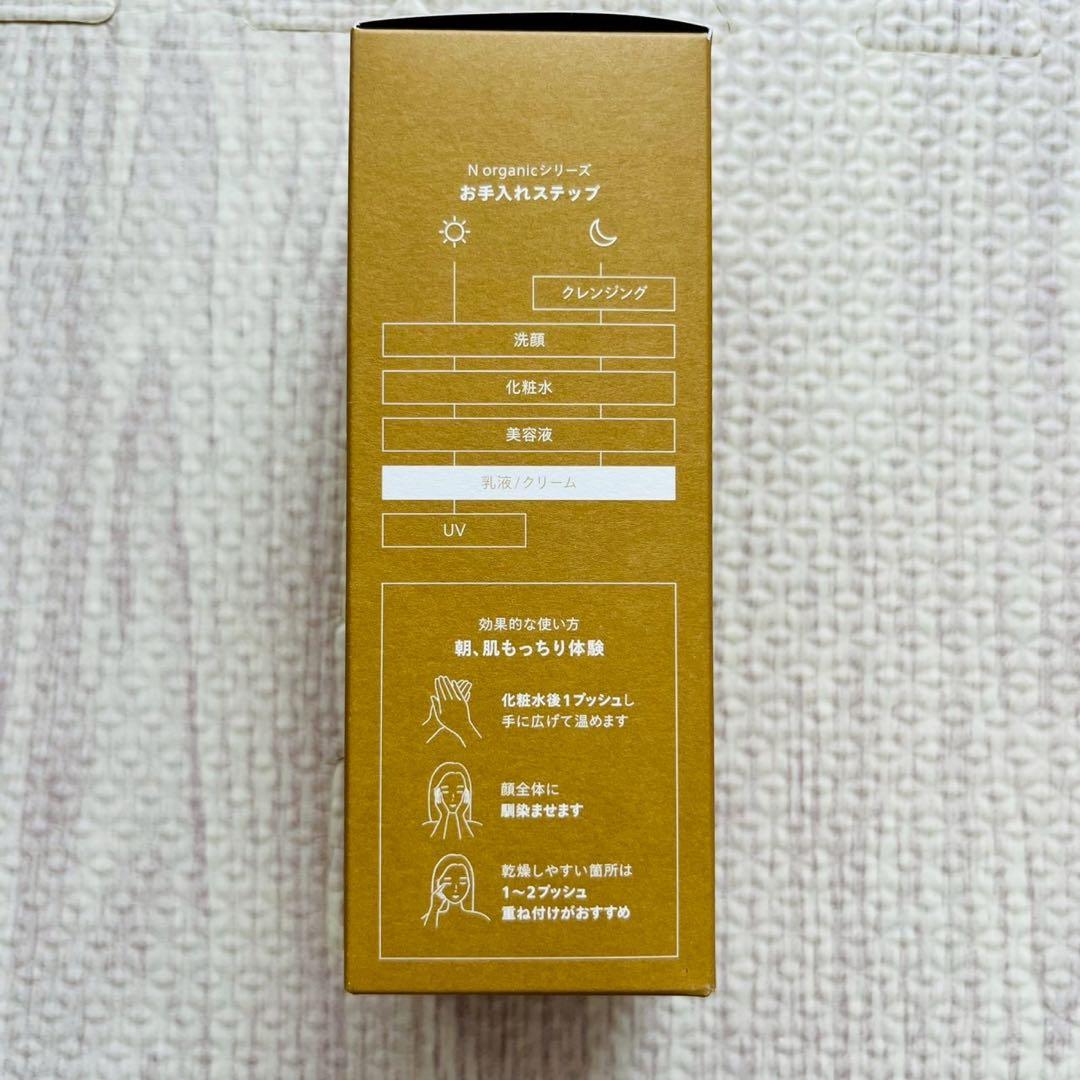 N organicシリーズ
お手入れステップ
クレンジング
洗顔
化粧水
美容液
乳液/クリーム
UV
効果的な使い方
朝、肌もっちり体験
化粧水後1プッシュし
手に広げて温めます
顔全体に
馴染ませます
乾燥しやすい箇所は
1〜2プッシュ
重ね付けがおすすめ